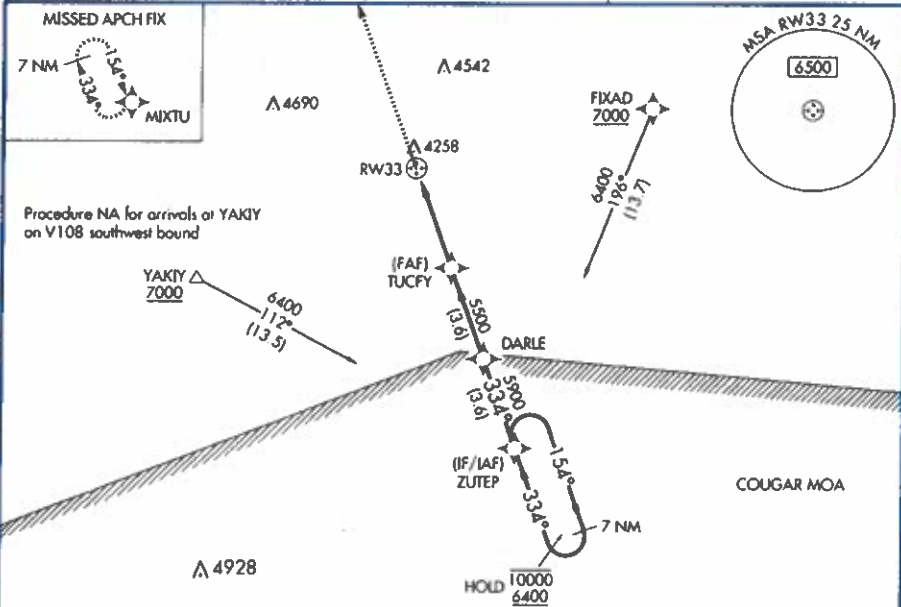 MISSED APCH FIX
7 NM
154°
334°
MIXTU
4690
4542
4258
RW33
FIXAD
7000
6400
196°
(13.7)
MSA RW33 25 NM
6500
Procedure NA for arrivals at YAKIY
on V108 southwest bound
YAKIY
7000
6400
112°
(13.5)
(FAF)
TUCFY
5500
(3.6)
DARLE
5900
334°
(3.6)
(IF/IAF)
ZUTEP
154°
334°
7 NM
COUGAR MOA
4928
HOLD
10000
6400